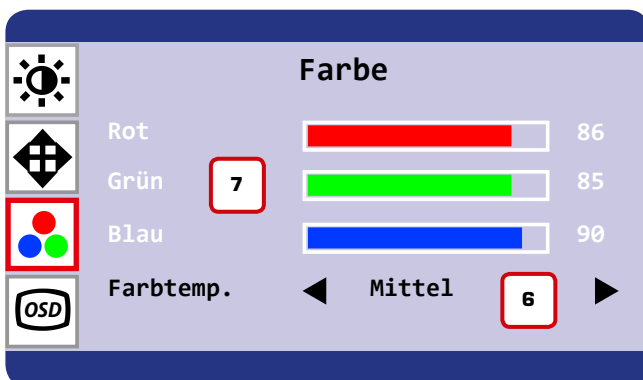 Farbe
Rot 86
Grün 7 85
Blau 90
Farbtemp. Mittel 6
OSD